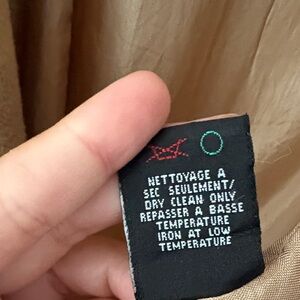 NETTOYAGE A
SEC SEULEMENT/
DRY CLEAN ONLY
REPASSER A BASSE
TEMPERATURE
IRON AT LOW
TEMPERATURE